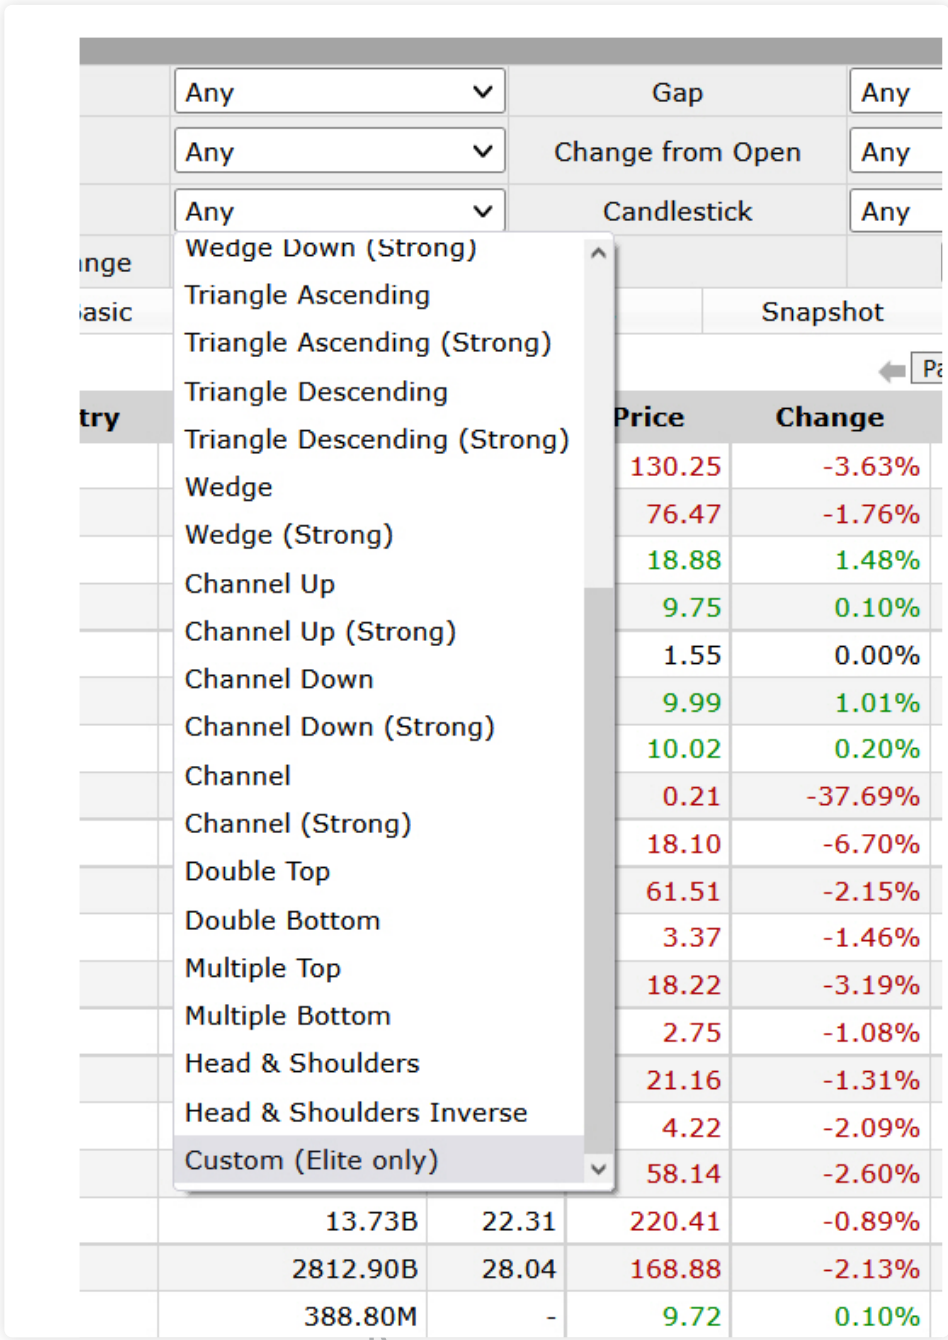 Any Gap Any
Any Change from Open Any
Any Candlestick Any
Wedge Down (Strong)
nge
Triangle Ascending
asic Snapshot
Triangle Ascending (Strong)
Pa
Triangle Descending
try Price Change
Triangle Descending (Strong)
130.25 -3.63%
Wedge
76.47 -1.76%
Wedge (Strong)
18.88 1.48%
Channel Up
9.75 0.10%
Channel Up (Strong)
1.55 0.00%
Channel Down
9.99 1.01%
Channel Down (Strong)
10.02 0.20%
Channel
0.21 -37.69%
Channel (Strong)
18.10 -6.70%
Double Top
61.51 -2.15%
Double Bottom
3.37 -1.46%
Multiple Top
18.22 -3.19%
Multiple Bottom
2.75 -1.08%
Head & Shoulders
21.16 -1.31%
Head & Shoulders Inverse
4.22 -2.09%
Custom (Elite only)
58.14 -2.60%
13.73B 22.31 220.41 -0.89%
2812.90B 28.04 168.88 -2.13%
388.80M - 9.72 0.10%